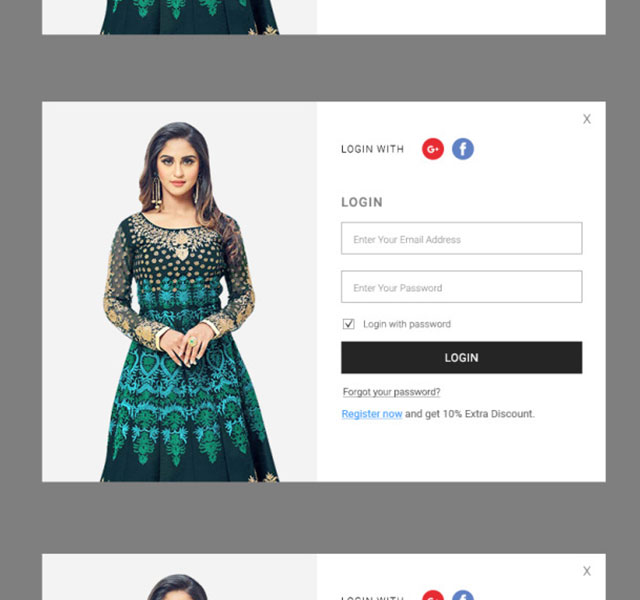 X
LOGIN WITH G+ f
LOGIN
Enter Your Email Address
Enter Your Password
Login with password
LOGIN
Forgot your password?
Register now and get 10% Extra Discount.
X
LOGIN WITH